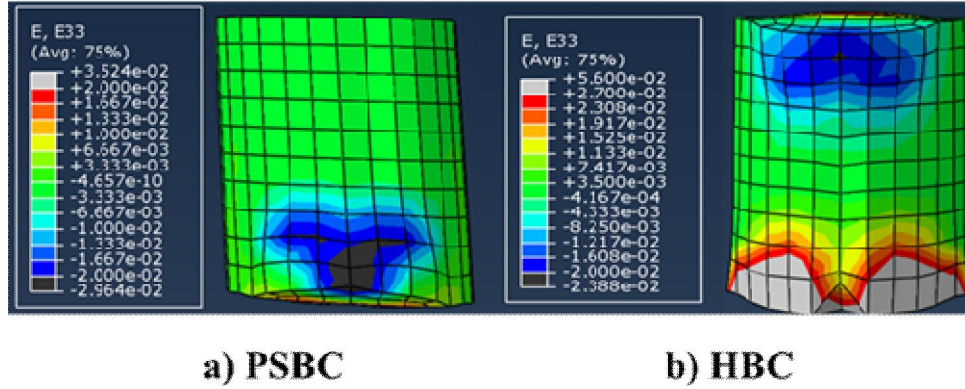 E, E33
(Avg: 75%)
+3.524e-02
+2.000e-02
+1.667e-02
+1.333e-02
+1.000e-02
+6.667e-03
+3.333e-03
-4.657e-10
-3.333e-03
-6.667e-03
-1.000e-02
-1.333e-02
-1.667e-02
-2.000e-02
-2.964e-02
E, E33
(Avg: 75%)
+5.600e-02
+2.700e-02
+2.308e-02
+1.917e-02
+1.525e-02
+1.133e-02
+7.417e-03
+3.500e-03
-4.167e-04
-4.333e-03
-8.250e-03
-1.217e-02
-1.608e-02
-2.000e-02
-2.388e-02
a) PSBC
b) HBC